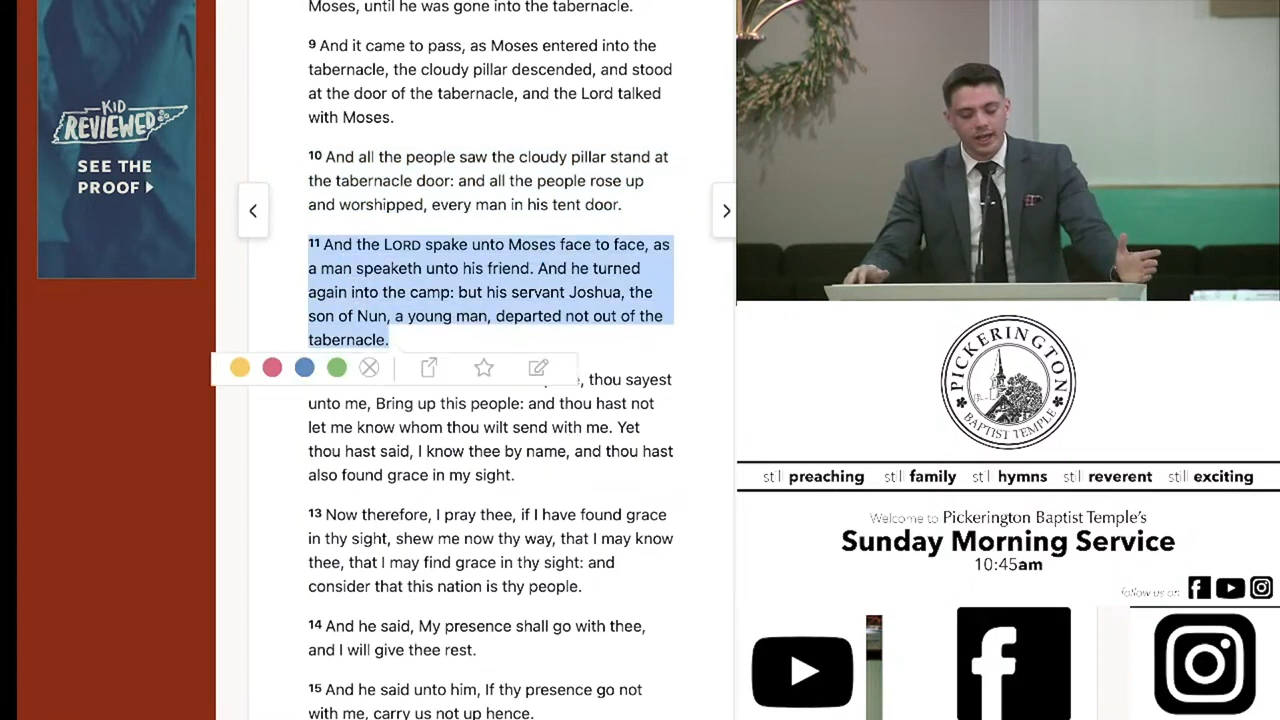 KID
REVIEWED
SEE THE
PROOF
Moses, until he was gone into the tabernacle.
9 And it came to pass, as Moses entered into the
tabernacle, the cloudy pillar descended, and stood
at the door of the tabernacle, and the Lord talked
with Moses.
10 And all the people saw the cloudy pillar stand at
the tabernacle door: and all the people rose up
and worshipped, every man in his tent door.
11 And the LORD spake unto Moses face to face, as
a man speaketh unto his friend. And he turned
again into the camp: but his servant Joshua, the
son of Nun, a young man, departed not out of the
tabernacle.
, thou sayest
unto me, Bring up this people: and thou hast not
let me know whom thou wilt send with me. Yet
thou hast said, I know thee by name, and thou hast
also found grace in my sight.
13 Now therefore, I pray thee, if I have found grace
in thy sight, shew me now thy way, that I may know
thee, that I may find grace in thy sight: and
consider that this nation is thy people.
14 And he said, My presence shall go with thee,
and I will give thee rest.
15 And he said unto him, If thy presence go not
with me, carry us not up hence.
PICKERINGTON
BAPTIST TEMPLE
still preaching still family still hymns still reverent still exciting
Welcome to Pickerington Baptist Temple's
Sunday Morning Service
10:45am
follow us on